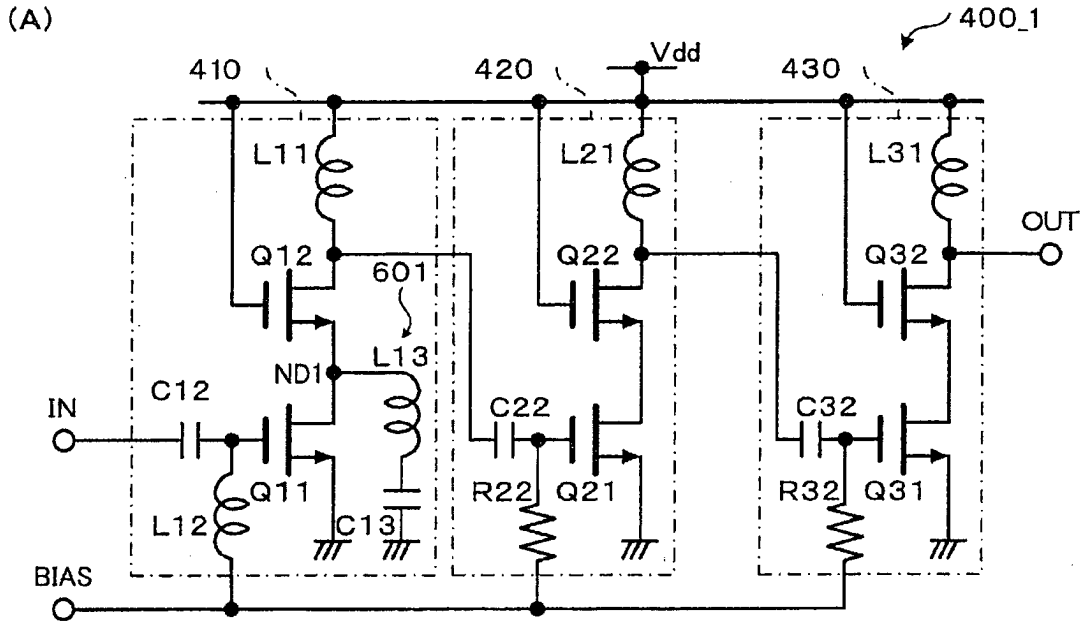 (A)
400_1
Vdd
410
420
430
L11
L21
L31
OUT
Q12
601
Q22
Q32
L13
ND1
C12
IN
C22
C32
Q11
R22
Q21
R32
Q31
L12
C13
BIAS